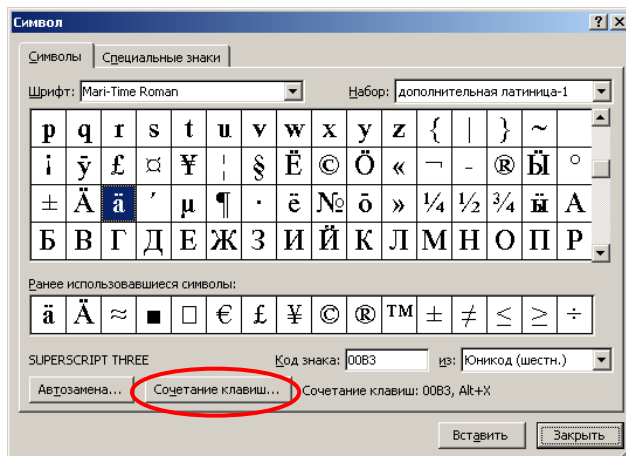 Символ
Символы Специальные знаки
Шрифт: Mari-Time Roman Набор: дополнительная латиница-1
p q r s t u v w x y z { | } ~
¡ ӯ £ ¤ ¥ ¦ § Ё © Ӧ « ¬ - ® Ӹ °
± Ӓ ӓ ´ µ ¶ · ё № ō » ¼ ½ ¾ ӹ А
Б В Г Д Е Ж З И Й К Л М Н О П Р
Ранее использовавшиеся символы:
ӓ Ӓ ≈ ■ □ € £ ¥ © ® ™ ± ≠ ≤ ≥ ÷
SUPERSCRIPT THREE Код знака: 00B3 из: Юникод (шестн.)
Автозамена... Сочетание клавиш... Сочетание клавиш: 00B3, Alt+X
Вставить Закрыть